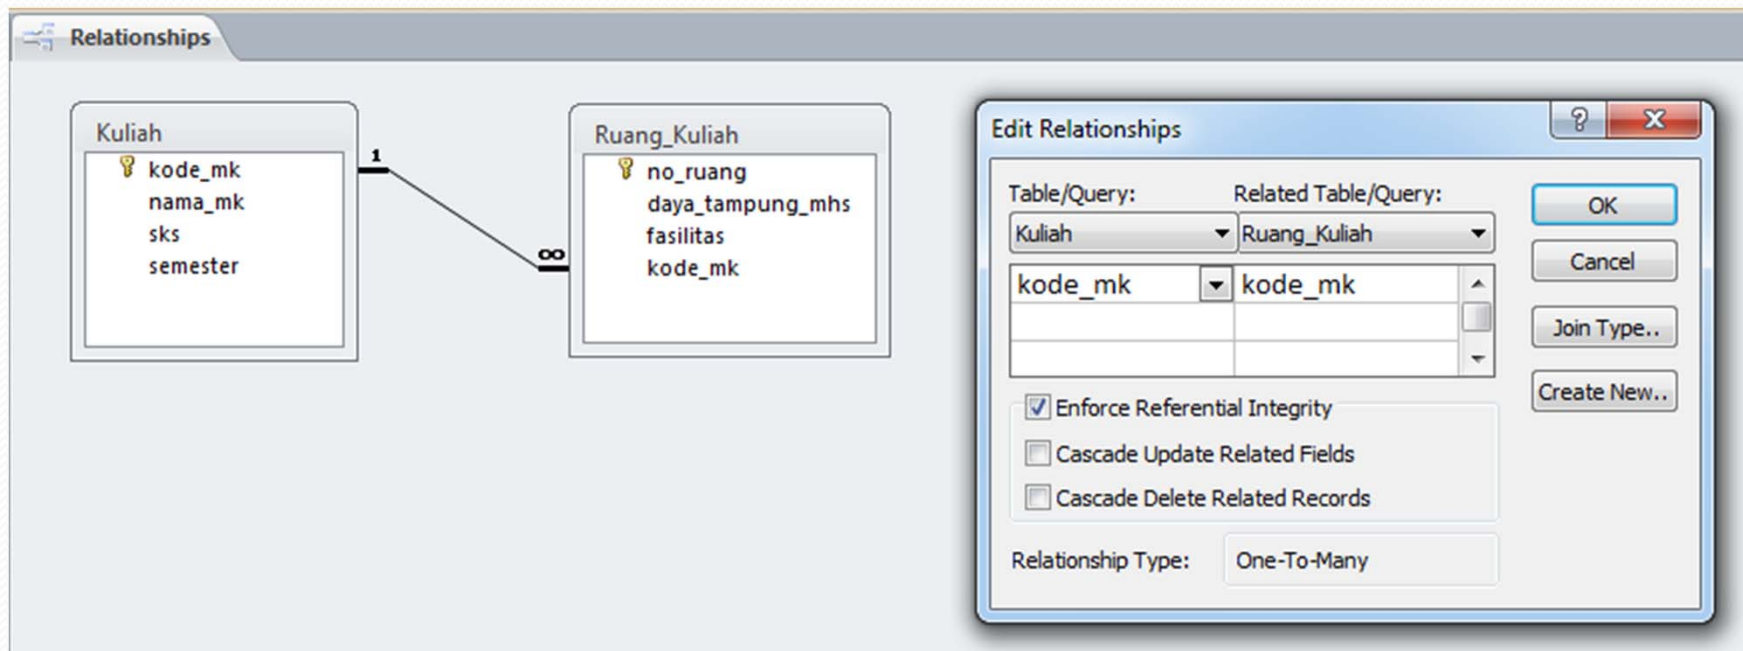 Relationships
Kuliah
kode_mk
nama_mk
sks
semester
1
∞
Ruang_Kuliah
no_ruang
daya_tampung_mhs
fasilitas
kode_mk
Edit Relationships
? X
Table/Query: Related Table/Query:
Kuliah Ruang_Kuliah
kode_mk kode_mk
Enforce Referential Integrity
Cascade Update Related Fields
Cascade Delete Related Records
Relationship Type: One-To-Many
OK
Cancel
Join Type..
Create New..